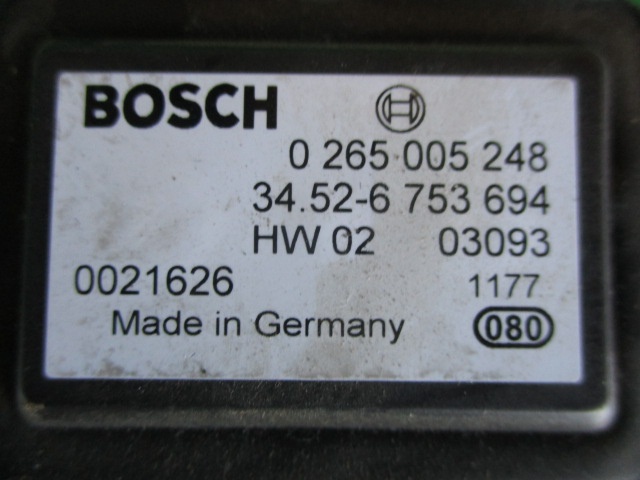 BOSCH
0 265 005 248
34.52-6 753 694
HW 02 03093
0021626 1177
Made in Germany 080